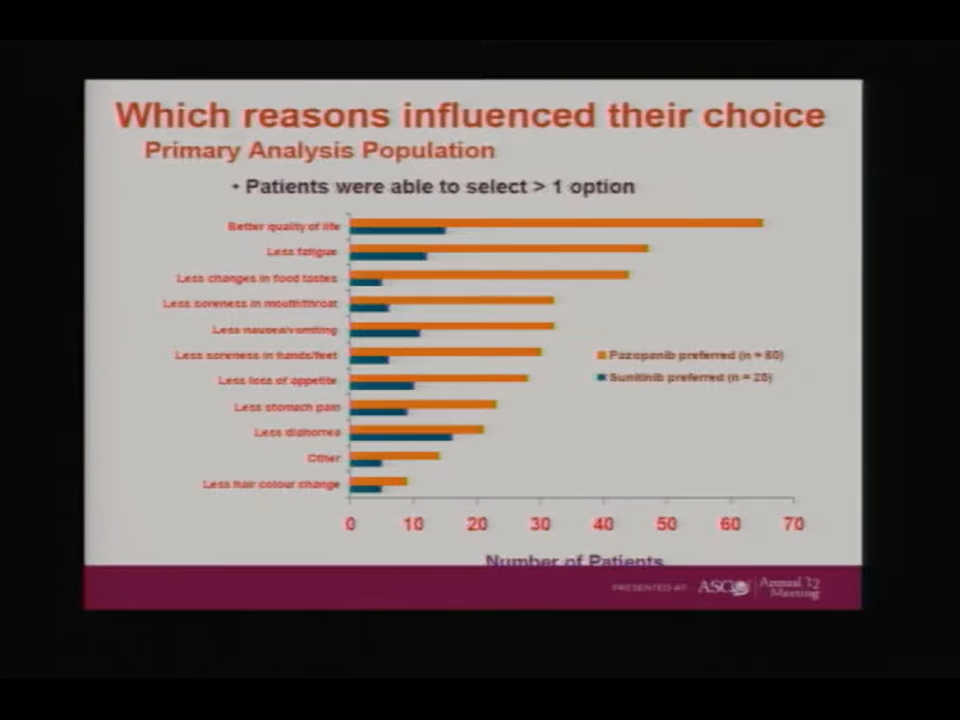 Which reasons influenced their choice
Primary Analysis Population
• Patients were able to select > 1 option
Better quality of life
Less fatigue
Less changes in food tastes
Less soreness in mouth/throat
Less nausea/vomiting
Less soreness in hands/feet
Pazopanib preferred (n = 80)
Less loss of appetite
Sunitinib preferred (n = 25)
Less stomach pain
Less diahorrea
Other
Less hair colour change
0 10 20 30 40 50 60 70
Number of Patients
PRESENTED AT: ASCO Annual '12
Meeting